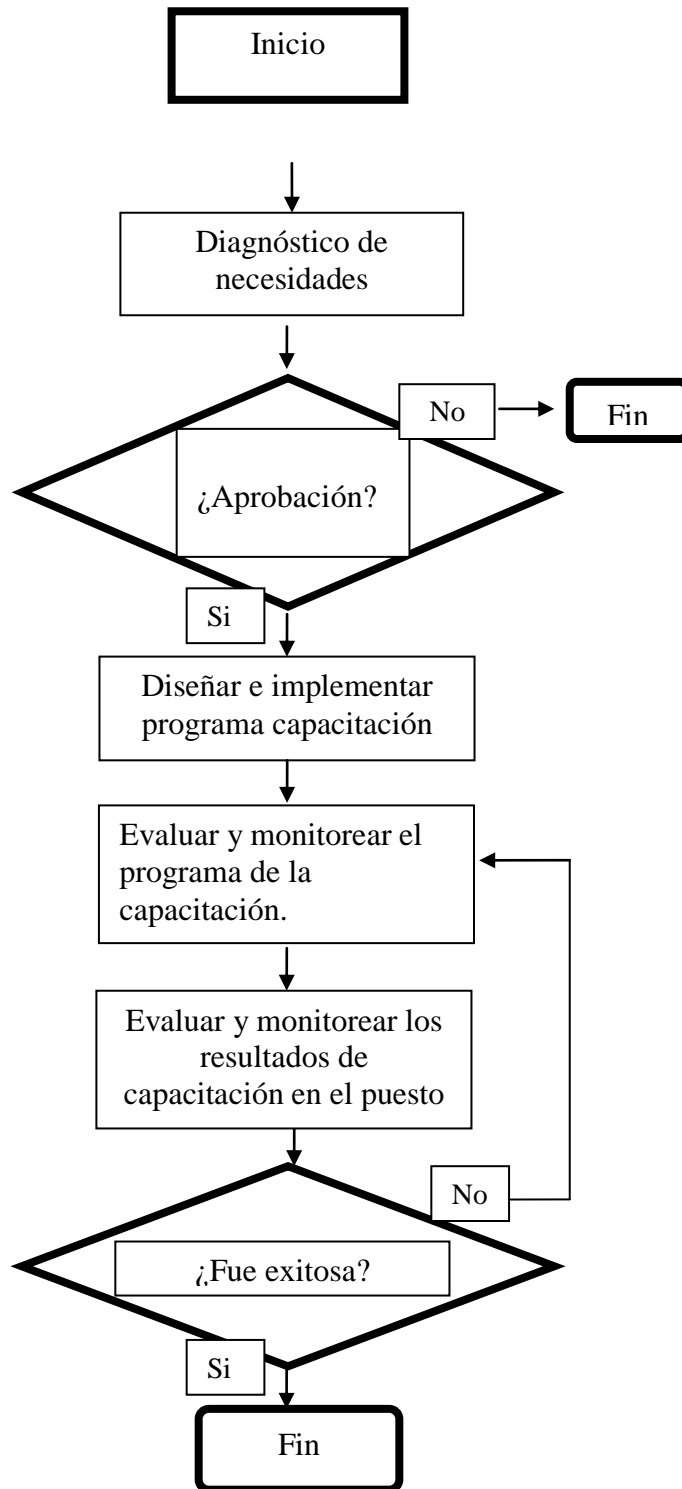 Inicio
Diagnóstico de
necesidades
No
Fin
¿Aprobación?
Si
Diseñar e implementar
programa capacitación
Evaluar y monitorear el
programa de la
capacitación.
Evaluar y monitorear los
resultados de
capacitación en el puesto
No
¿Fue exitosa?
Si
Fin